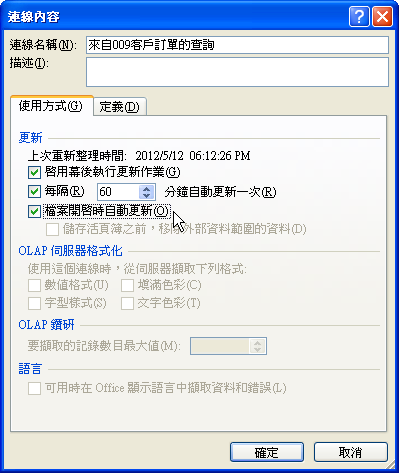 連線內容
連線名稱(N): 來自009客戶訂單的查詢
描述(I):
使用方式(G) 定義(D)
更新
上次重新整理時間: 2012/5/12 06:12:26 PM
啟用幕後執行更新作業(G)
每隔(R) 60 分鐘自動更新一次(R)
檔案開啟時自動更新(O)
儲存活頁簿之前，移除外部資料範圍的資料(D)
OLAP 伺服器格式化
使用這個連線時，從伺服器擷取下列格式:
數值格式(U) 填滿色彩(C)
字型樣式(S) 文字色彩(T)
OLAP 鑽研
要擷取的記錄數目最大值(M):
語言
可用時在 Office 顯示語言中擷取資料和錯誤(L)
確定 取消